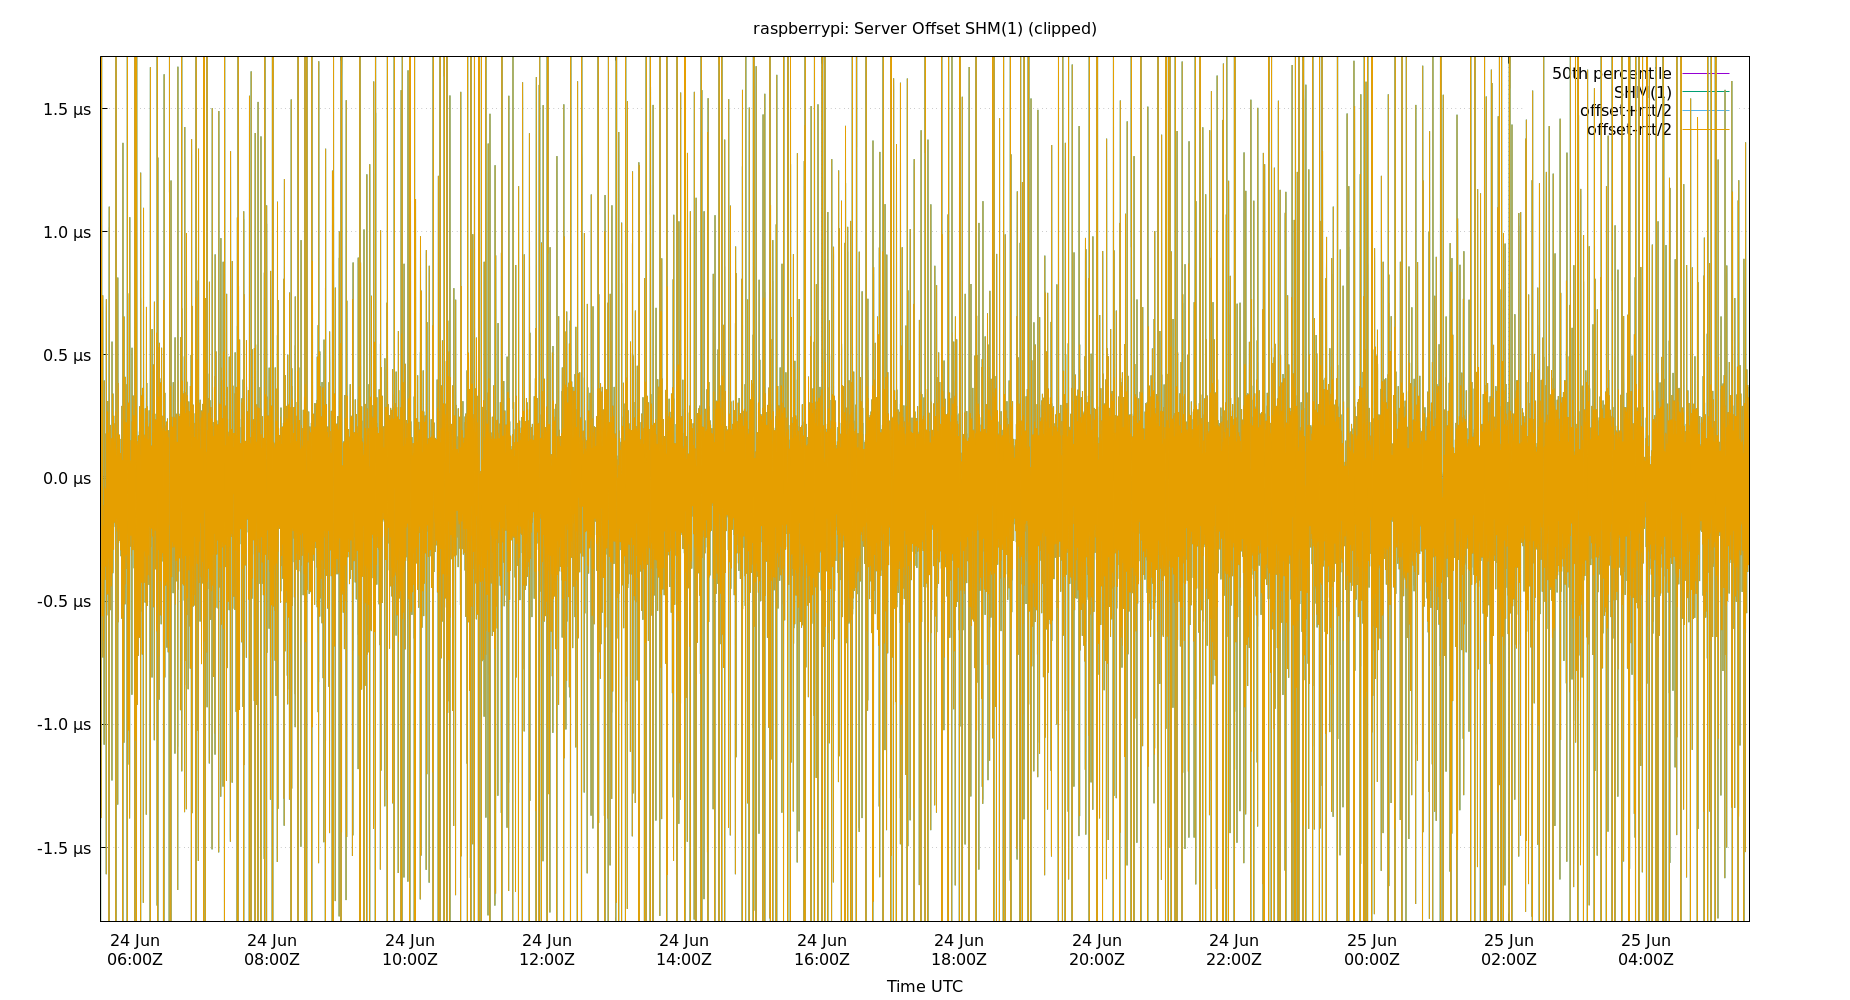 raspberrypi: Server Offset SHM(1) (clipped)
50th percentile
SHM(1)
offset+rtt/2
offset-rtt/2
1.5 µs
1.0 µs
0.5 µs
0.0 µs
-0.5 µs
-1.0 µs
-1.5 µs
24 Jun 24 Jun 24 Jun 24 Jun 24 Jun 24 Jun 24 Jun 24 Jun 24 Jun 25 Jun 25 Jun 25 Jun
06:00Z 08:00Z 10:00Z 12:00Z 14:00Z 16:00Z 18:00Z 20:00Z 22:00Z 00:00Z 02:00Z 04:00Z
Time UTC